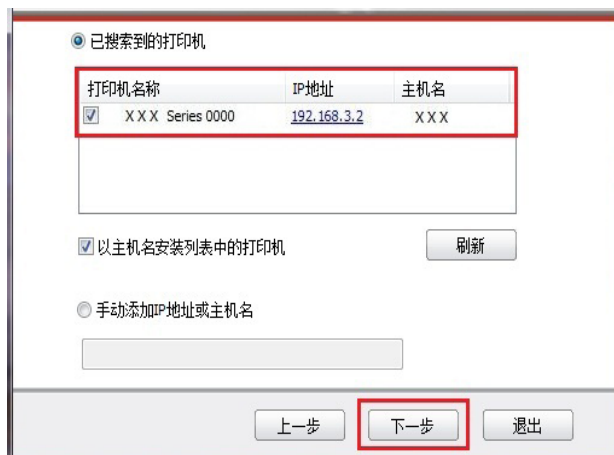 已搜索到的打印机
打印机名称 IP地址 主机名
XXX Series 0000 192.168.3.2 XXX
以主机名安装列表中的打印机 刷新
手动添加IP地址或主机名
上一步 下一步 退出